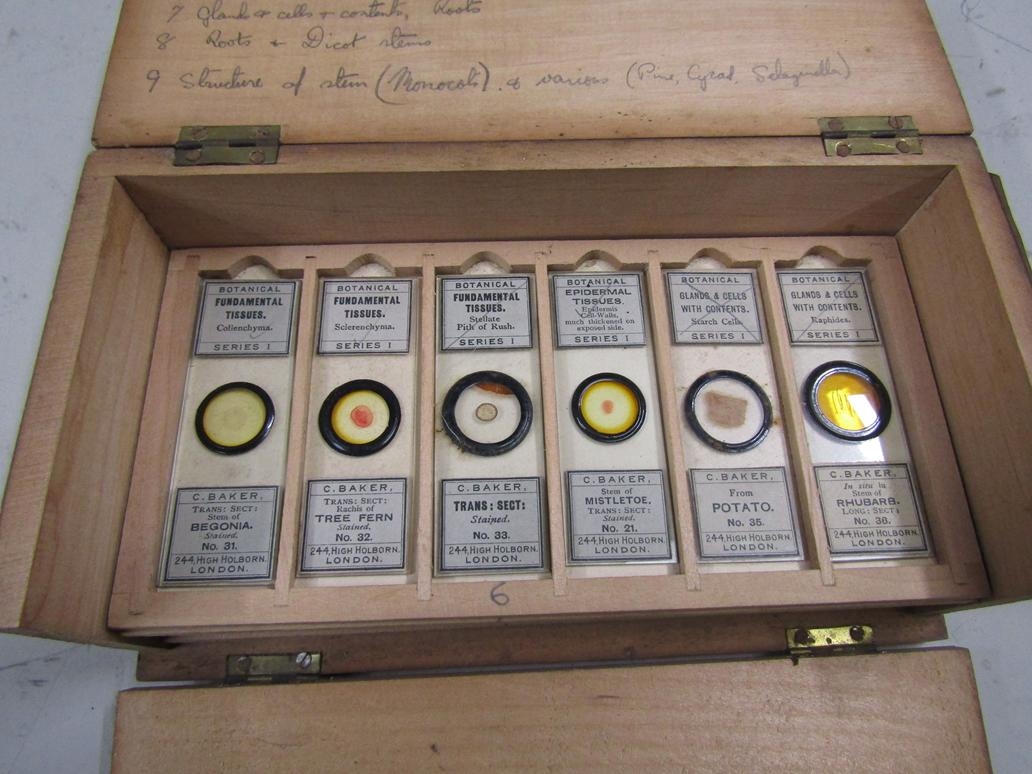 7 Glands & cells & contents, Roots
8 Roots & Dicot stems
9 Structure of stem (Monocots). & various (Pine, Cycad, Selaginella)
BOTANICAL
FUNDAMENTAL
TISSUES.
Collenchyma.
SERIES I
C. BAKER,
TRANS: SECT:
Stem of
BEGONIA.
Stained.
No. 31.
244, HIGH HOLBORN.
LONDON.
BOTANICAL
FUNDAMENTAL
TISSUES.
Sclerenchyma.
SERIES I
C. BAKER,
TRANS: SECT:
Rachis of
TREE FERN
Stained.
No. 32.
244, HIGH HOLBORN.
LONDON.
BOTANICAL
FUNDAMENTAL
TISSUES.
Stellate
Pith of Rush.
SERIES I
C. BAKER,
TRANS: SECT:
Stained.
No. 33.
244, HIGH HOLBORN.
LONDON.
BOTANICAL
EPIDERMAL
TISSUES.
Epidermis
Cell-Walls,
much thickened on
exposed side.
SERIES I
C. BAKER,
Stem of
MISTLETOE.
TRANS: SECT:
Stained.
No. 21.
244, HIGH HOLBORN.
LONDON.
BOTANICAL
GLANDS & CELLS
WITH CONTENTS.
Starch Cells.
SERIES I
C. BAKER,
From
POTATO.
No. 35.
244, HIGH HOLBORN.
LONDON.
BOTANICAL
GLANDS & CELLS
WITH CONTENTS.
Raphides.
SERIES I
C. BAKER,
In situ in
Stem of
RHUBARB.
LONG: SECT:
No. 36.
244, HIGH HOLBORN.
LONDON.
6